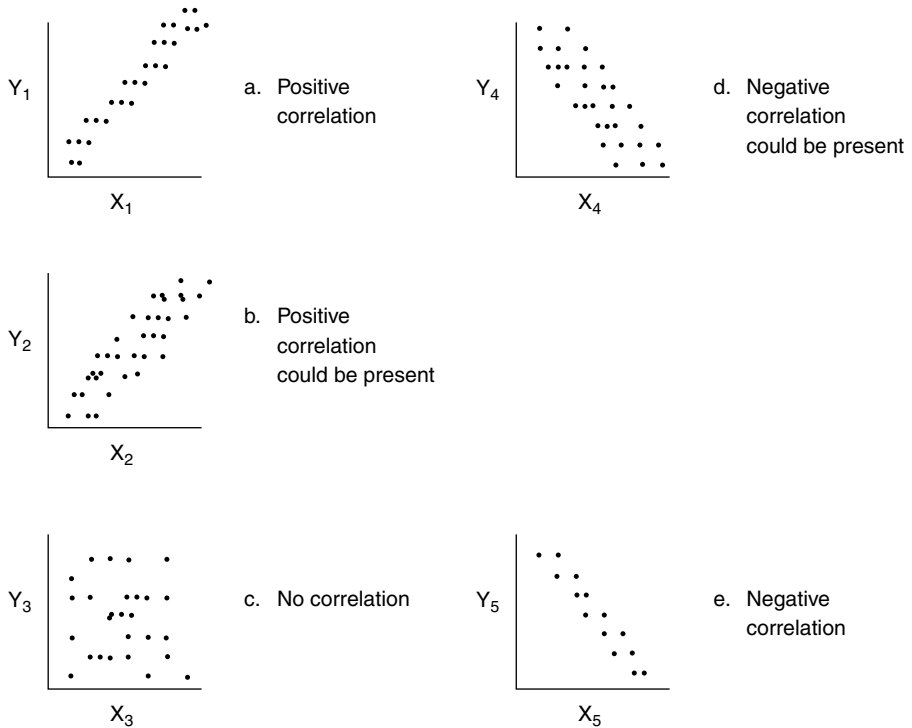 Y1
a. Positive
correlation
X1
Y4
d. Negative
correlation
could be present
X4
Y2
b. Positive
correlation
could be present
X2
Y3
c. No correlation
X3
Y5
e. Negative
correlation
X5